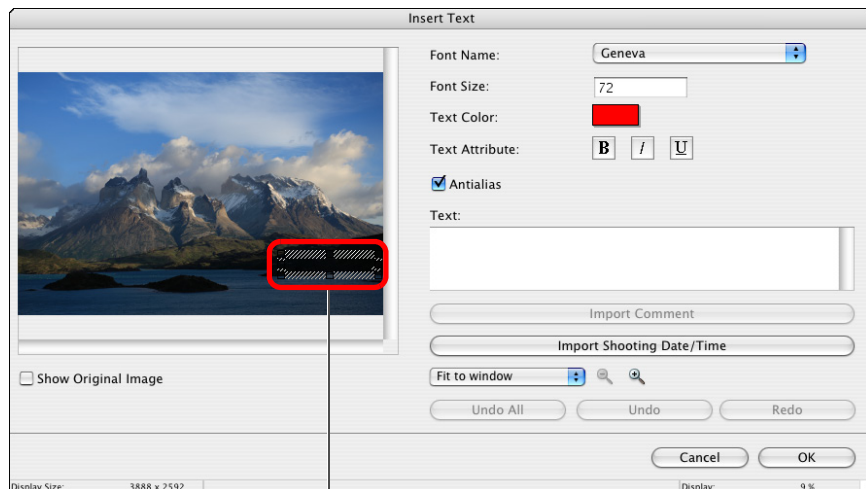 Insert Text
Font Name: Geneva
Font Size: 72
Text Color:
Text Attribute: B i U
Antialias
Text:
Import Comment
Import Shooting Date/Time
Show Original Image
Fit to window
Undo All Undo Redo
Cancel OK
Display Size: 3888 x 2592 Display: 9 %